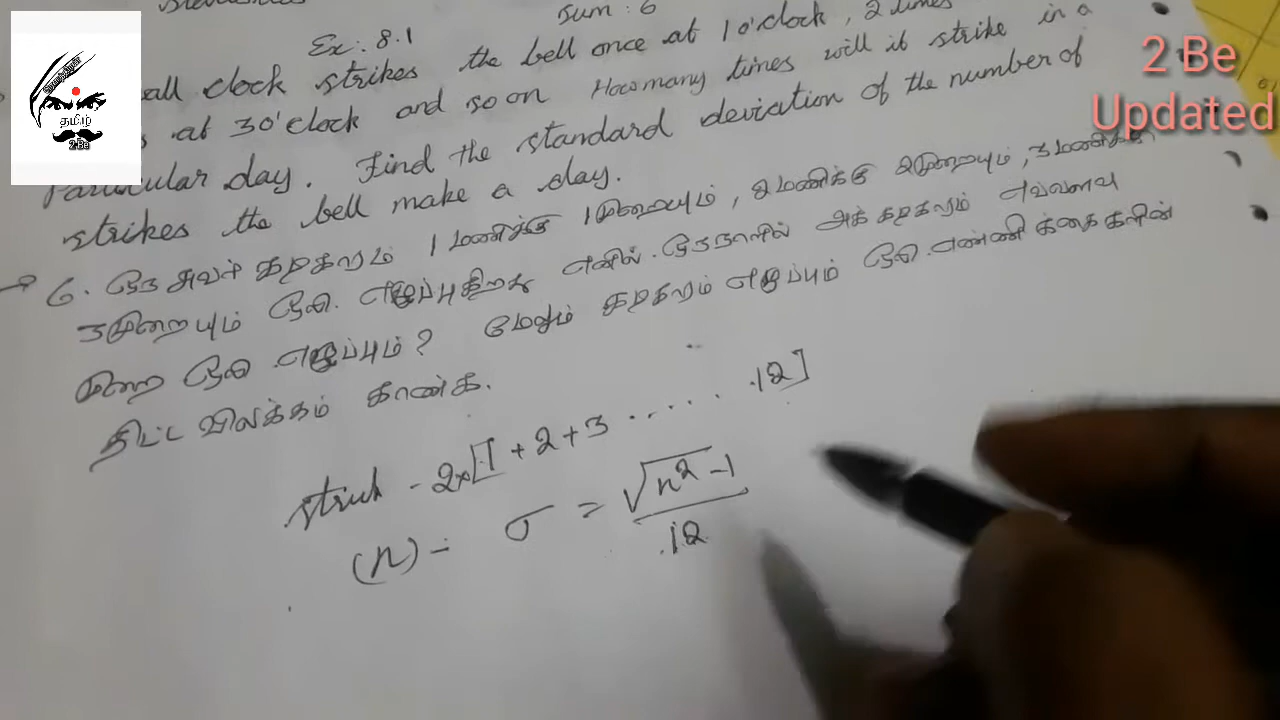 Sum : 6
Ex: 8.1
all clock strikes the bell once at 1 o'clock, 2 times
at 3 o'clock and so on How many times will it strike in a
Particular day. Find the standard deviation of the number of
strikes the bell make a day.
6. ஒரு சுவர் கடிகாரம் 1 மணிக்கு 1 முறையும், 2 மணிக்கு 2 முறையும், 3 மணிக்கு
3 முறையும் ஒலி எழுப்புகிறது எனில். ஒரு நாளில் அக் கடிகாரம் எவ்வளவு
முறை ஒலி எழுப்பும்? மேலும் கடிகாரம் எழுப்பும் ஒலி எண்ணிக்கைகளின்
திட்ட விலக்கம் காண்க.
- 2×[1 + 2 + 3 ..... 12]
(n) - σ = √n² - 1 / 12
2 Be
Updated
தமிழ்
2 Be